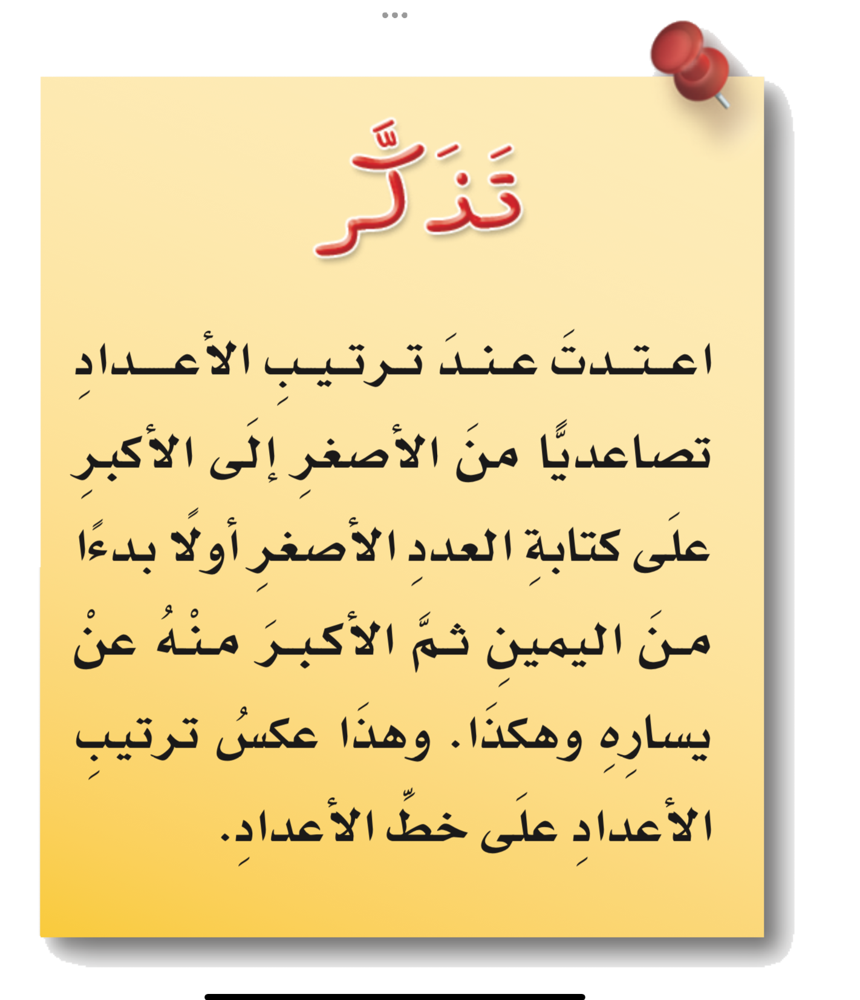 تَذَكَّر
اعتدتَ عندَ ترتيبِ الأعدادِ
تصاعديًّا منَ الأصغرِ إلَى الأكبرِ
علَى كتابةِ العددِ الأصغرِ أولًا بدءًا
منَ اليمينِ ثمَّ الأكبرَ منْهُ عنْ
يسارِهِ وهكذَا. وهذَا عكسُ ترتيبِ
الأعدادِ علَى خطِّ الأعدادِ.